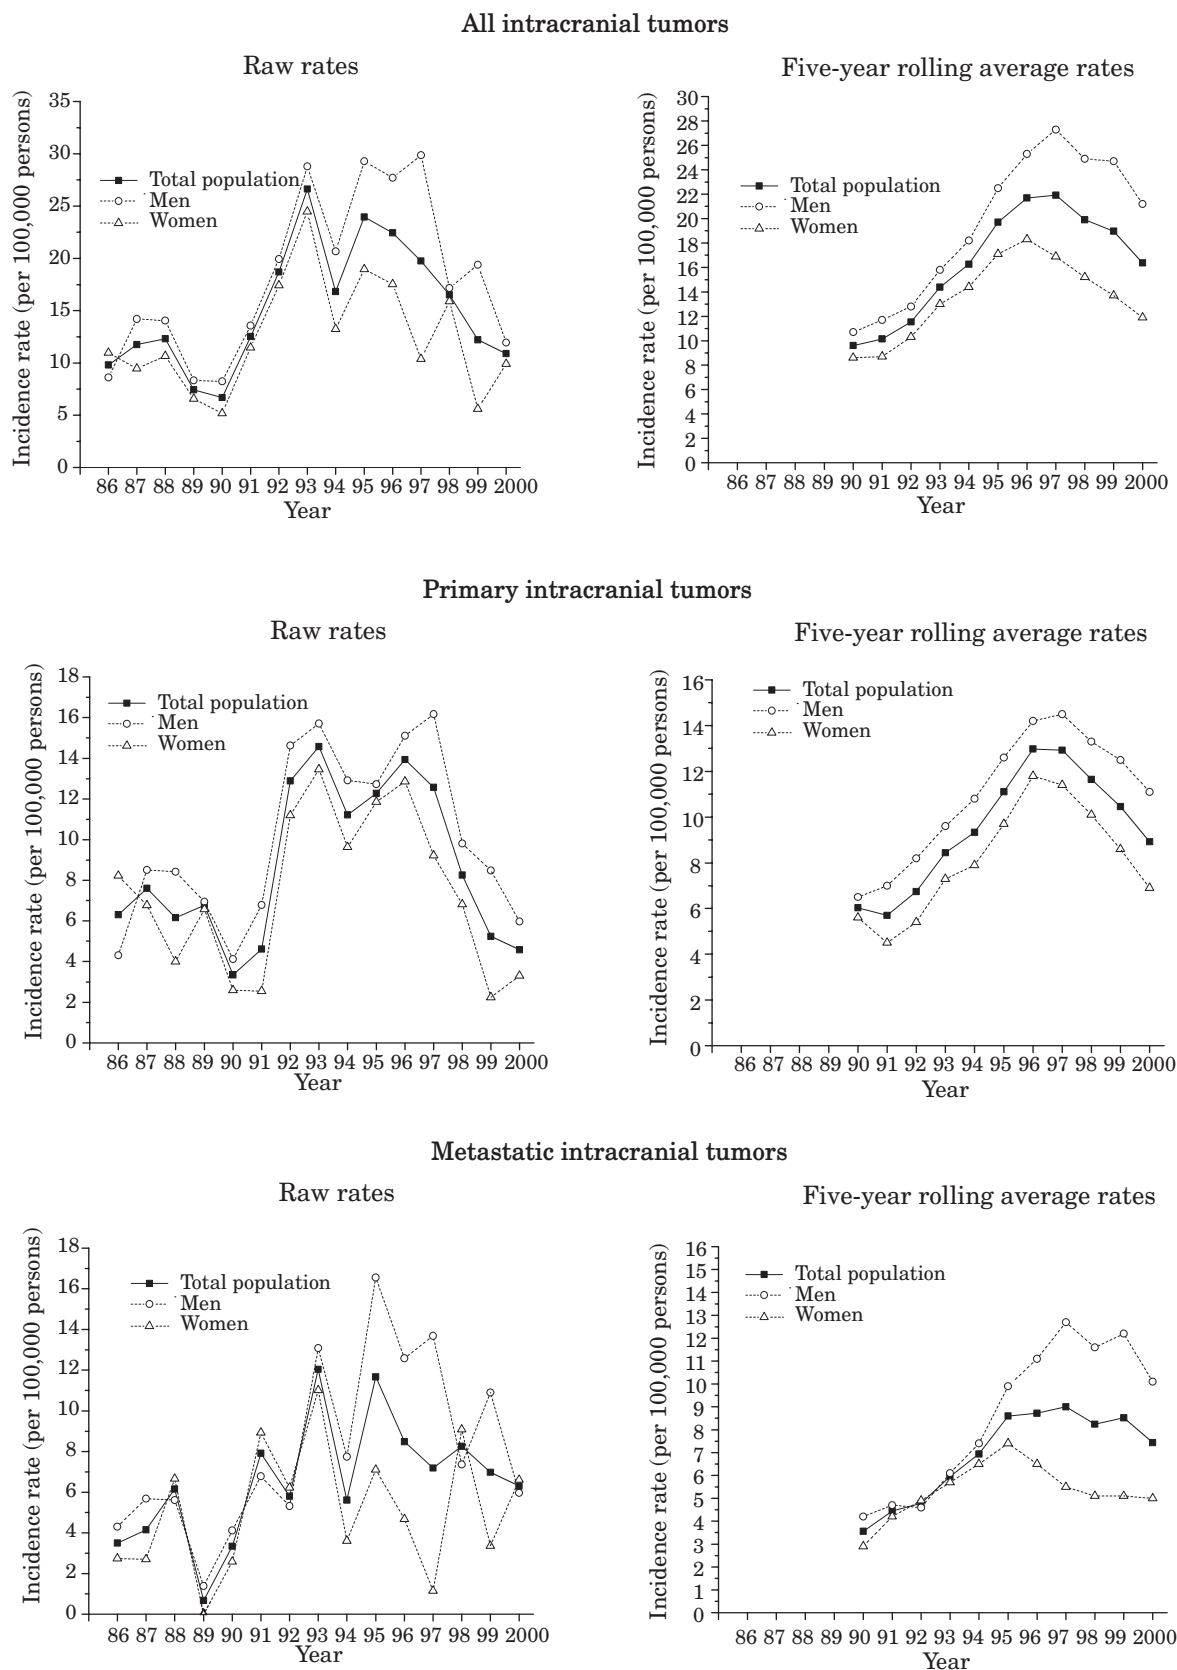 All intracranial tumors
Raw rates
Incidence rate (per 100,000 persons)
35
30
25
20
15
10
5
0
Total population
Men
Women
86 87 88 89 90 91 92 93 94 95 96 97 98 99 2000
Year
Five-year rolling average rates
Incidence rate (per 100,000 persons)
30
28
26
24
22
20
18
16
14
12
10
8
6
4
2
0
Total population
Men
Women
86 87 88 89 90 91 92 93 94 95 96 97 98 99 2000
Year
Primary intracranial tumors
Raw rates
Incidence rate (per 100,000 persons)
18
16
14
12
10
8
6
4
2
0
Total population
Men
Women
86 87 88 89 90 91 92 93 94 95 96 97 98 99 2000
Year
Five-year rolling average rates
Incidence rate (per 100,000 persons)
16
14
12
10
8
6
4
2
0
Total population
Men
Women
86 87 88 89 90 91 92 93 94 95 96 97 98 99 2000
Year
Metastatic intracranial tumors
Raw rates
Incidence rate (per 100,000 persons)
18
16
14
12
10
8
6
4
2
0
Total population
Men
Women
86 87 88 89 90 91 92 93 94 95 96 97 98 99 2000
Year
Five-year rolling average rates
Incidence rate (per 100,000 persons)
16
15
14
13
12
11
10
9
8
7
6
5
4
3
2
1
0
Total population
Men
Women
86 87 88 89 90 91 92 93 94 95 96 97 98 99 2000
Year